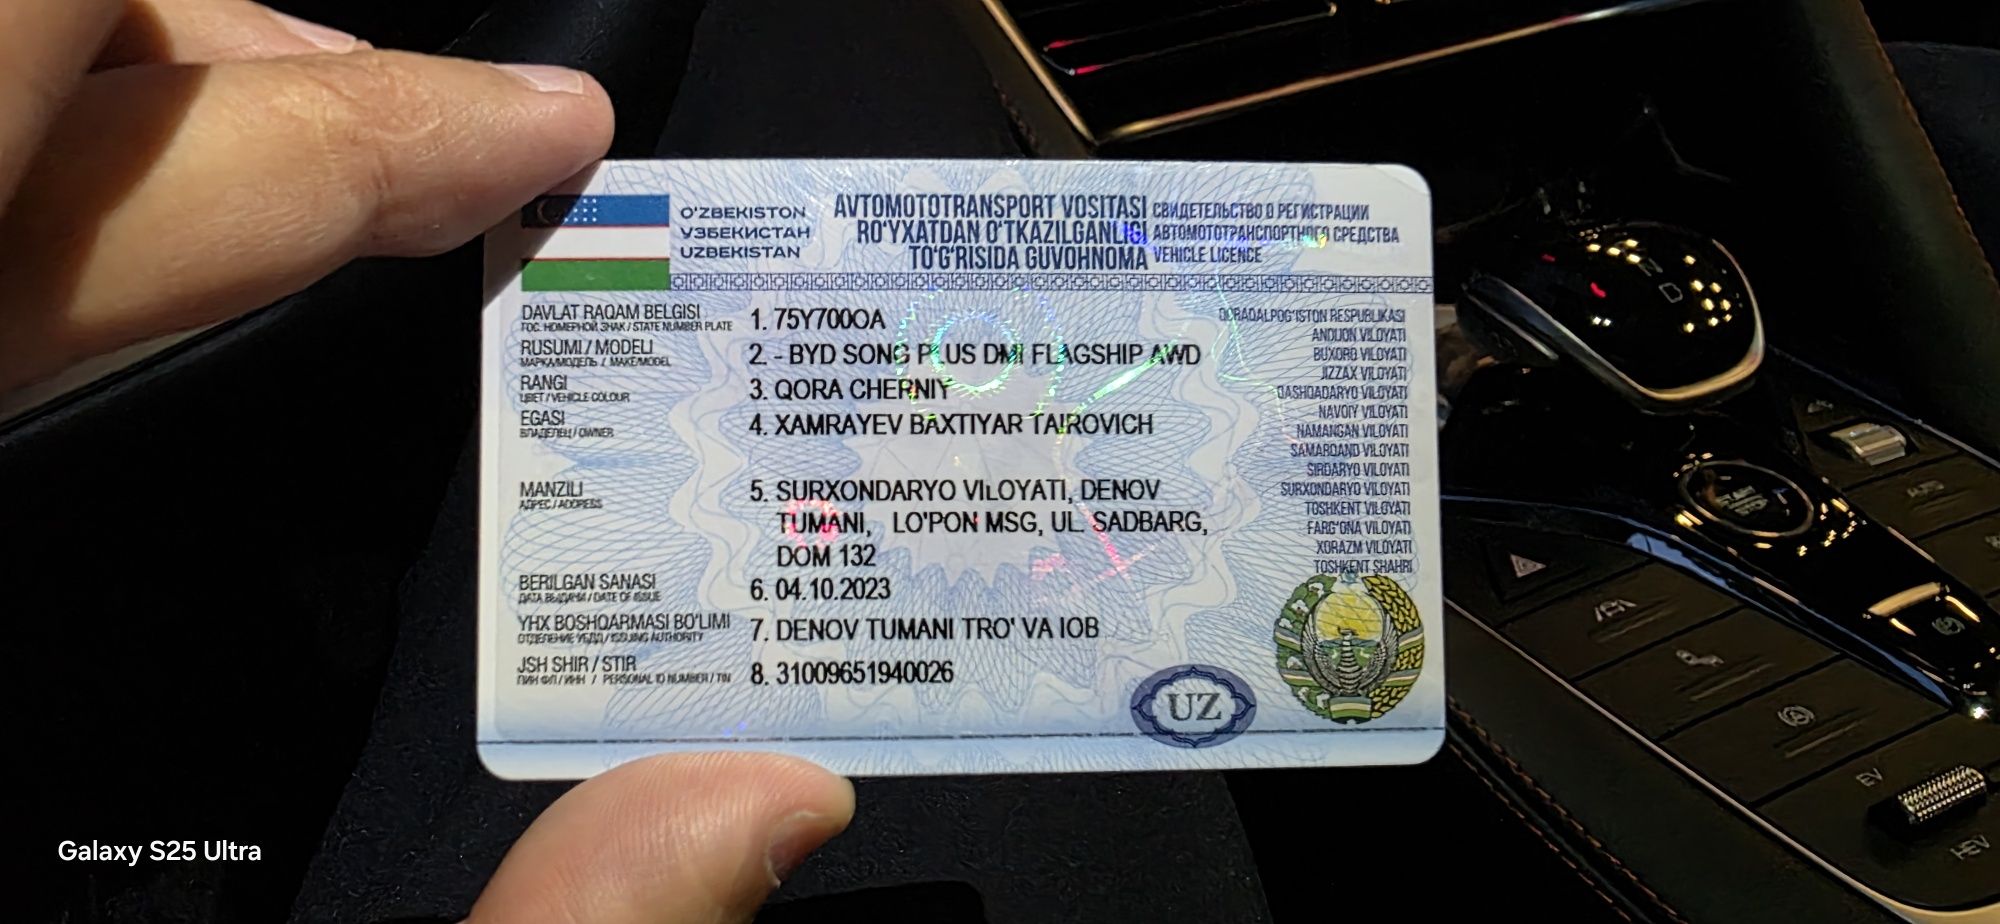 O'ZBEKISTON
УЗБЕКИСТАН
UZBEKISTAN
AVTOMOTOTRANSPORT VOSITASI
RO'YXATDAN O'TKAZILGANLIGI
TO'G'RISIDA GUVOHNOMA
СВИДЕТЕЛЬСТВО О РЕГИСТРАЦИИ
АВТОМОТОТРАНСПОРТНОГО СРЕДСТВА
VEHICLE LICENCE
DAVLAT RAQAM BELGISI
ГОС. НОМЕРНОЙ ЗНАК / STATE NUMBER PLATE
1. 75Y700OA
RUSUMI / MODELI
МАРКА/МОДЕЛЬ / MAKE/MODEL
2. - BYD SONG PLUS DMI FLAGSHIP AWD
RANGI
ЦВЕТ / VEHICLE COLOUR
3. QORA CHERNIY
EGASI
ВЛАДЕЛЕЦ / OWNER
4. XAMRAYEV BAXTIYAR TAIROVICH
MANZILI
АДРЕС / ADDRESS
5. SURXONDARYO VILOYATI, DENOV
TUMANI, LO'PON MSG, UL. SADBARG,
DOM 132
BERILGAN SANASI
ДАТА ВЫДАЧИ / DATE OF ISSUE
6. 04.10.2023
YHX BOSHQARMASI BO'LIMI
ОТДЕЛЕНИЕ УБДД / ISSUING AUTHORITY
7. DENOV TUMANI TRO' VA IOB
JSH SHIR / STIR
ПИН ФЛ / ИНН / PERSONAL ID NUMBER / TIN
8. 31009651940026
QORAQALPOG'ISTON RESPUBLIKASI
ANDIJON VILOYATI
BUXORO VILOYATI
JIZZAX VILOYATI
QASHQADARYO VILOYATI
NAVOIY VILOYATI
NAMANGAN VILOYATI
SAMARQAND VILOYATI
SIRDARYO VILOYATI
SURXONDARYO VILOYATI
TOSHKENT VILOYATI
FARG'ONA VILOYATI
XORAZM VILOYATI
TOSHKENT SHAHRI
UZ
N
D
START
STOP
AUTO
EV
HEV
Galaxy S25 Ultra